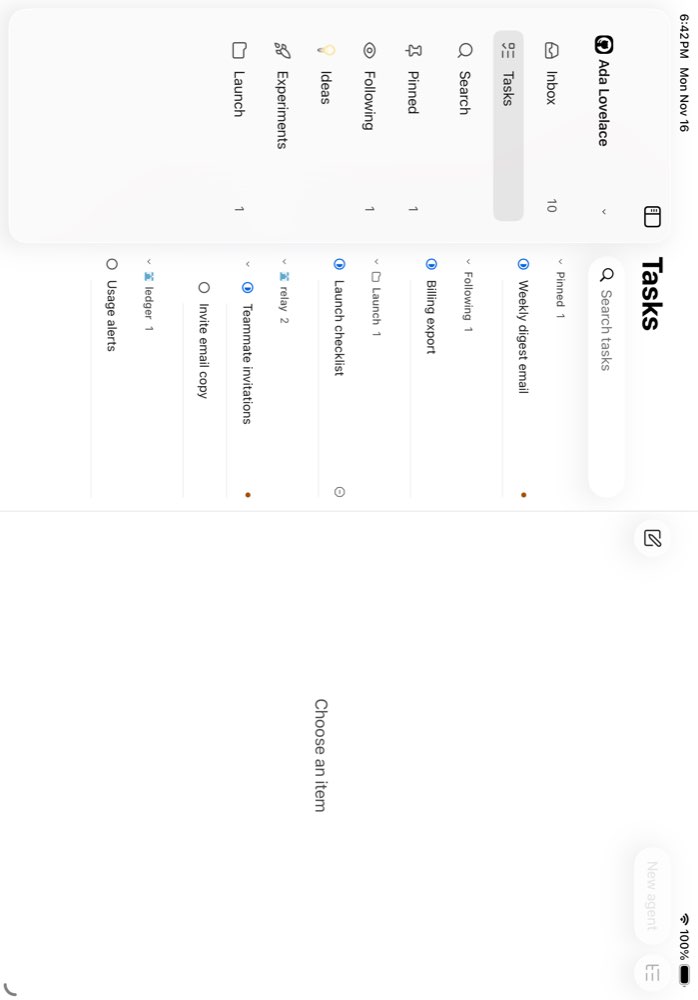 6:42 PM Mon Nov 16
100%
Ada Lovelace
Inbox 10
Tasks
Search
Pinned 1
Following 1
Ideas
Experiments
Launch 1
Tasks
Search tasks
Pinned 1
Weekly digest email
Following 1
Billing export
Launch 1
Launch checklist
relay 2
Teammate invitations
Invite email copy
ledger 1
Usage alerts
New agent
Choose an item